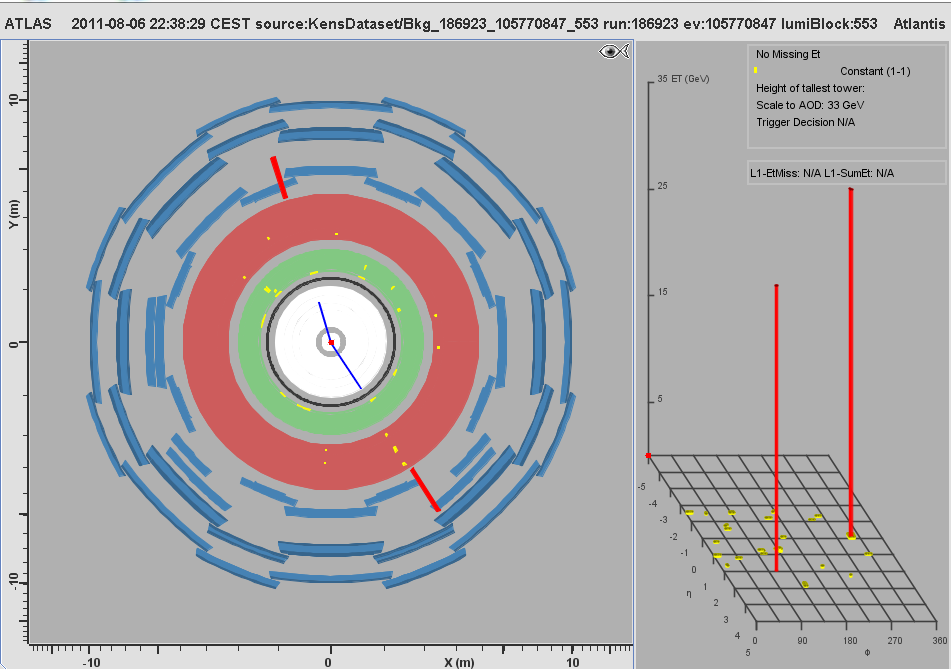 ATLAS 2011-08-06 22:38:29 CEST source:KensDataset/Bkg_186923_105770847_553 run:186923 ev:105770847 lumiBlock:553 Atlantis
No Missing Et
Constant (1-1)
Height of tallest tower:
Scale to AOD: 33 GeV
Trigger Decision N/A
L1-EtMiss: N/A L1-SumEt: N/A
35 ET (GeV)
25
15
5
-5
-4
-3
-2
-1
0
1
2
3
4
5
η
0 90 180 270 360
Φ
10
Y (m)
0
-10
-10 0 X (m) 10